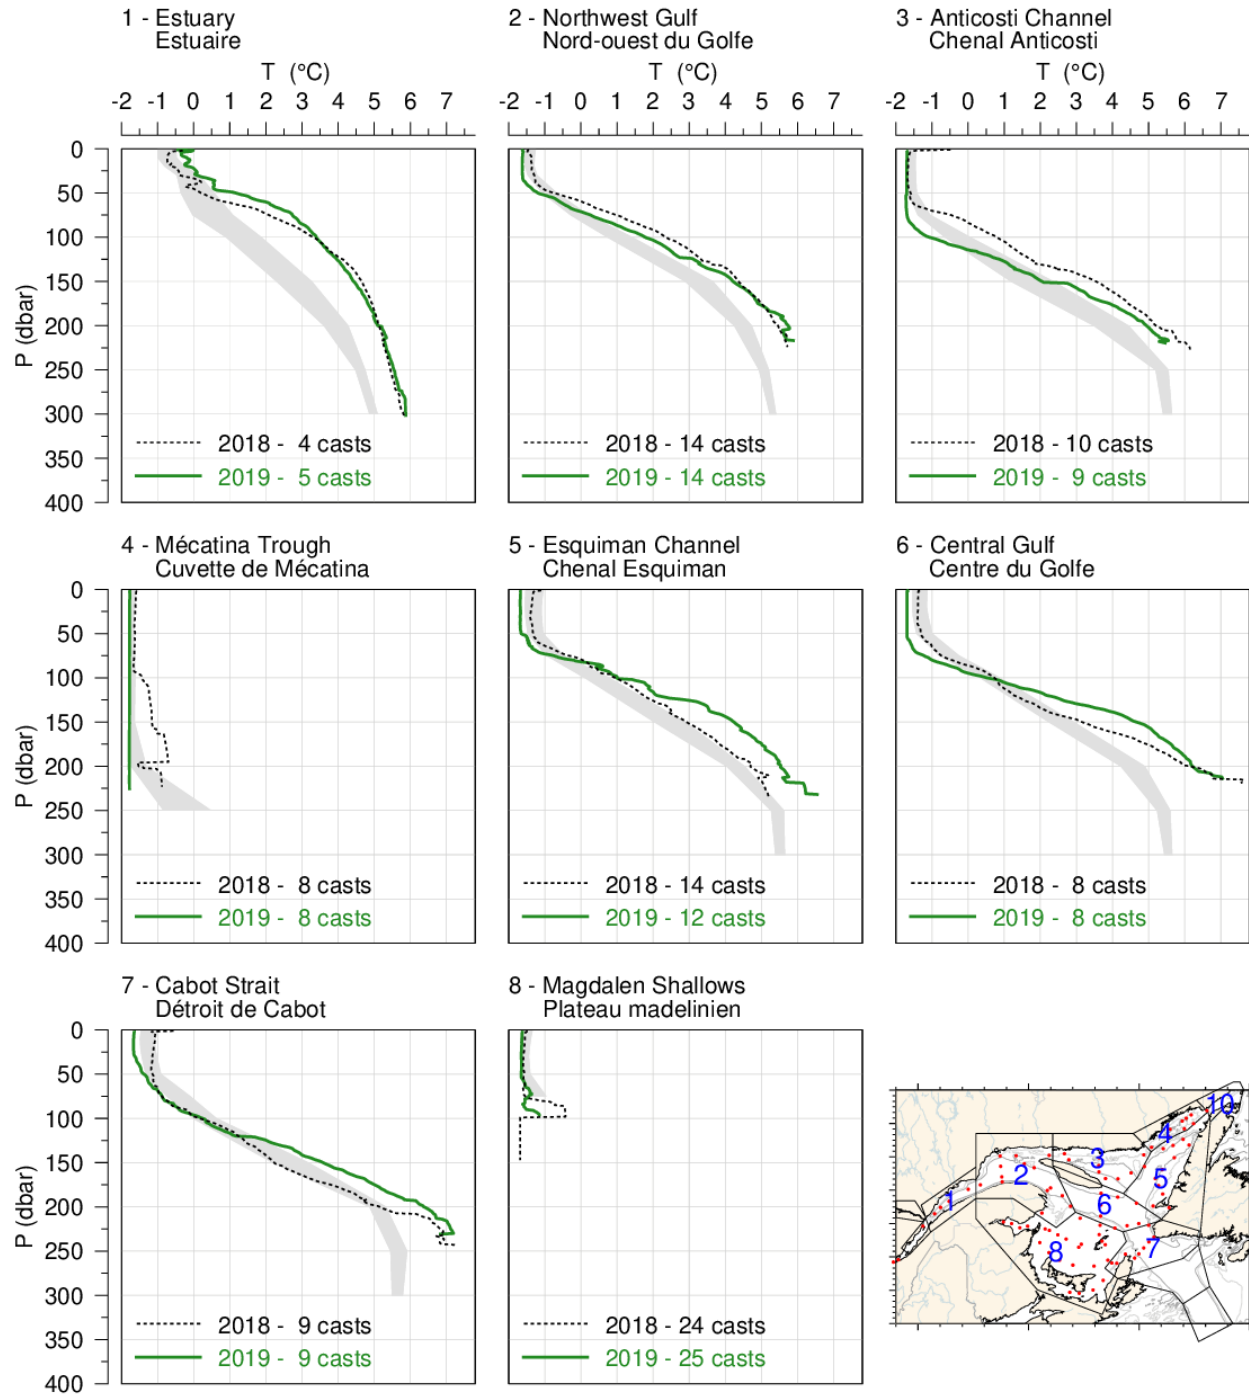 1 - Estuary
Estuaire
T (°C)
-2 -1 0 1 2 3 4 5 6 7
0
50
100
150
200
250
300
350
400
P (dbar)
2018 - 4 casts
2019 - 5 casts
2 - Northwest Gulf
Nord-ouest du Golfe
T (°C)
-2 -1 0 1 2 3 4 5 6 7
2018 - 14 casts
2019 - 14 casts
3 - Anticosti Channel
Chenal Anticosti
T (°C)
-2 -1 0 1 2 3 4 5 6 7
2018 - 10 casts
2019 - 9 casts
4 - Mécatina Trough
Cuvette de Mécatina
0
50
100
150
200
250
300
350
400
P (dbar)
2018 - 8 casts
2019 - 8 casts
5 - Esquiman Channel
Chenal Esquiman
2018 - 14 casts
2019 - 12 casts
6 - Central Gulf
Centre du Golfe
2018 - 8 casts
2019 - 8 casts
7 - Cabot Strait
Détroit de Cabot
0
50
100
150
200
250
300
350
400
P (dbar)
2018 - 9 casts
2019 - 9 casts
8 - Magdalen Shallows
Plateau madelinien
2018 - 24 casts
2019 - 25 casts
10
4
3
2
5
1
6
8
7